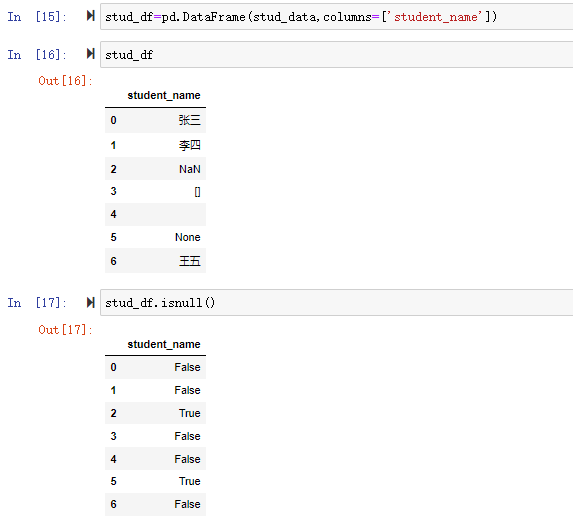 In [15]: stud_df=pd.DataFrame(stud_data,columns=['student_name'])
In [16]: stud_df
Out[16]:
student_name
0 张三
1 李四
2 NaN
3 []
4
5 None
6 王五
In [17]: stud_df.isnull()
Out[17]:
student_name
0 False
1 False
2 True
3 False
4 False
5 True
6 False